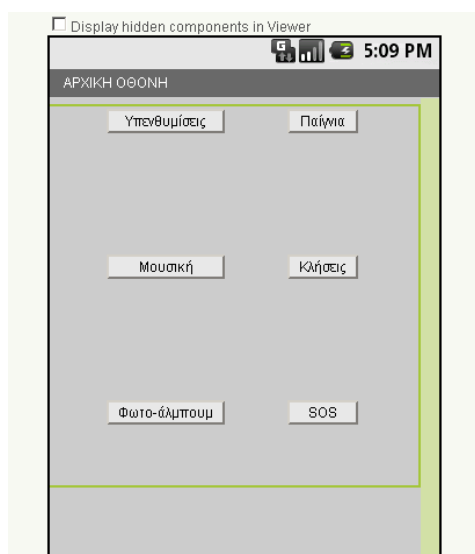 Display hidden components in Viewer
5:09 PM
ΑΡΧΙΚΗ ΟΘΟΝΗ
Υπενθυμίσεις Παίγνια
Μουσική Κλήσεις
Φωτο-άλμπουμ SOS